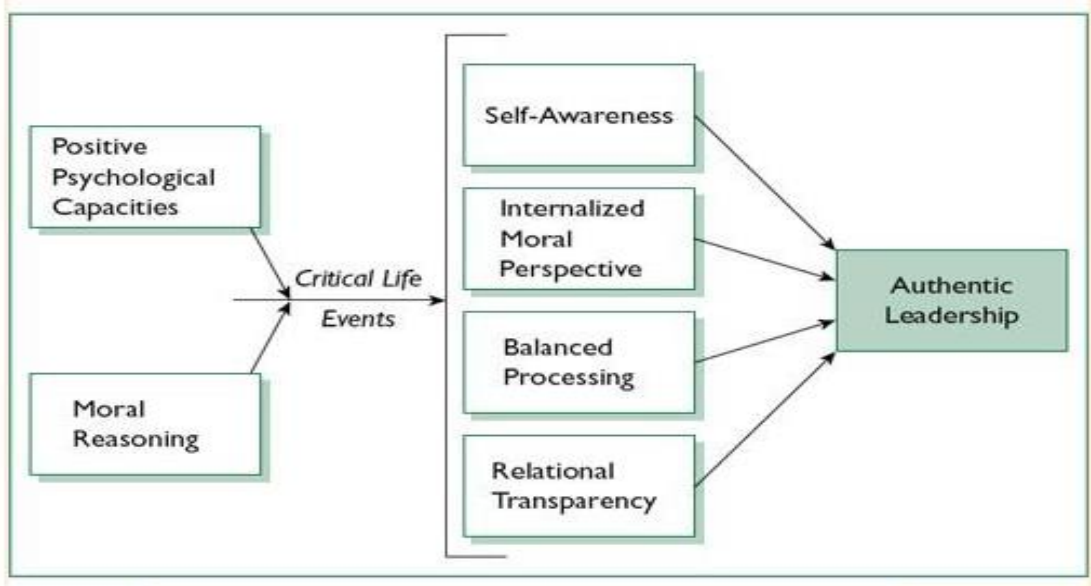 Positive
Psychological
Capacities
Moral
Reasoning
Critical Life
Events
Self-Awareness
Internalized
Moral
Perspective
Balanced
Processing
Relational
Transparency
Authentic
Leadership